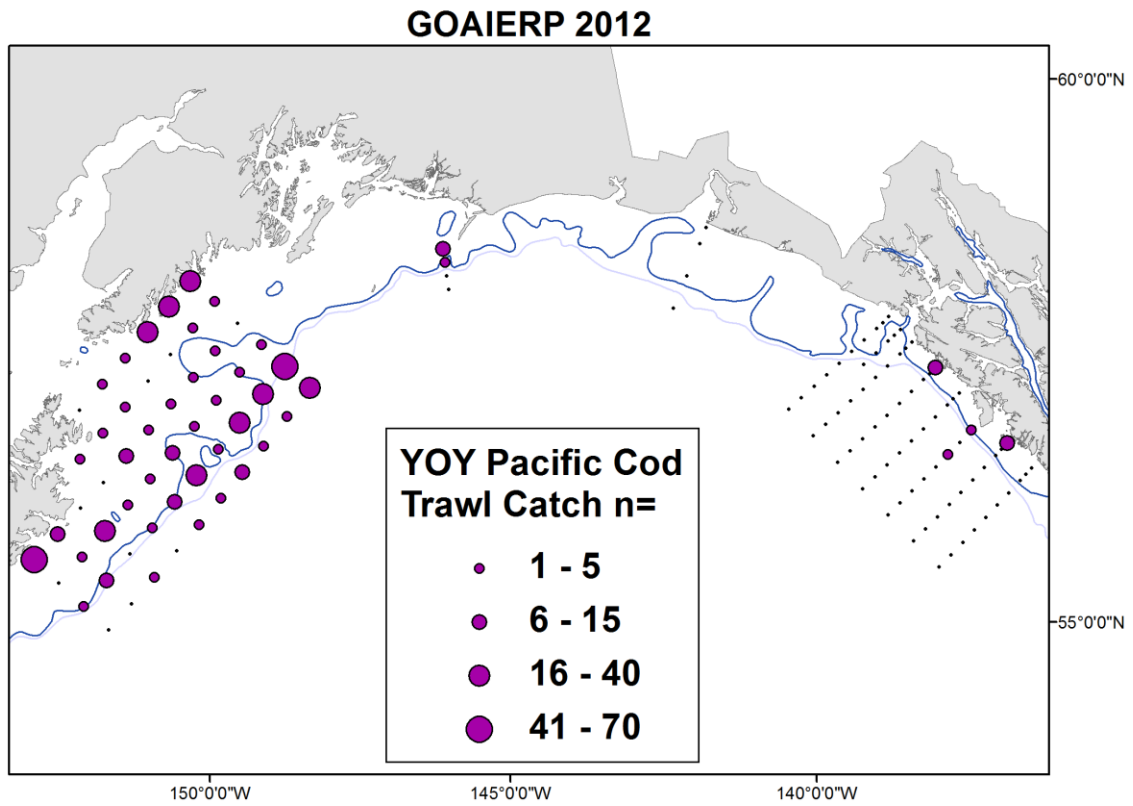 GOAIERP 2012
60°0'0"N
YOY Pacific Cod
Trawl Catch n=
1 - 5
6 - 15
16 - 40
41 - 70
55°0'0"N
150°0'0"W
145°0'0"W
140°0'0"W